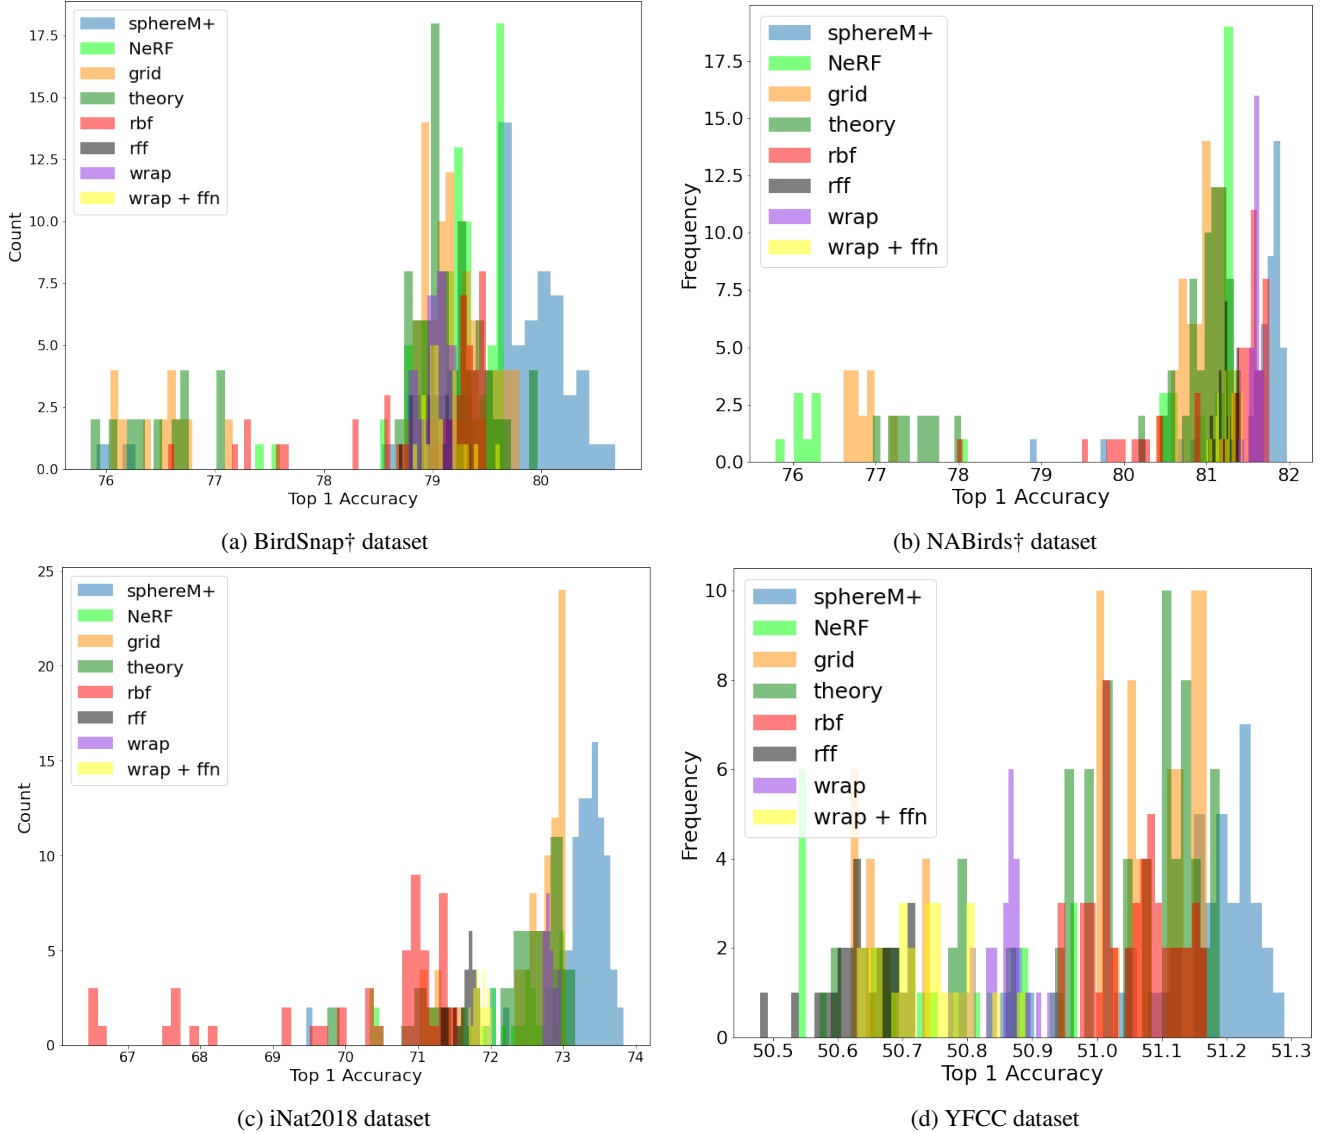 17.5
15.0
12.5
10.0
7.5
5.0
2.5
0.0
Count
sphereM+
NeRF
grid
theory
rbf
rff
wrap
wrap + ffn
76 77 78 79 80
Top 1 Accuracy
(a) BirdSnap† dataset
17.5
15.0
12.5
10.0
7.5
5.0
2.5
0.0
Frequency
sphereM+
NeRF
grid
theory
rbf
rff
wrap
wrap + ffn
76 77 78 79 80 81 82
Top 1 Accuracy
(b) NABirds† dataset
25
20
15
10
5
0
Count
sphereM+
NeRF
grid
theory
rbf
rff
wrap
wrap + ffn
67 68 69 70 71 72 73 74
Top 1 Accuracy
(c) iNat2018 dataset
10
8
6
4
2
0
Frequency
sphereM+
NeRF
grid
theory
rbf
rff
wrap
wrap + ffn
50.5 50.6 50.7 50.8 50.9 51.0 51.1 51.2 51.3
Top 1 Accuracy
(d) YFCC dataset